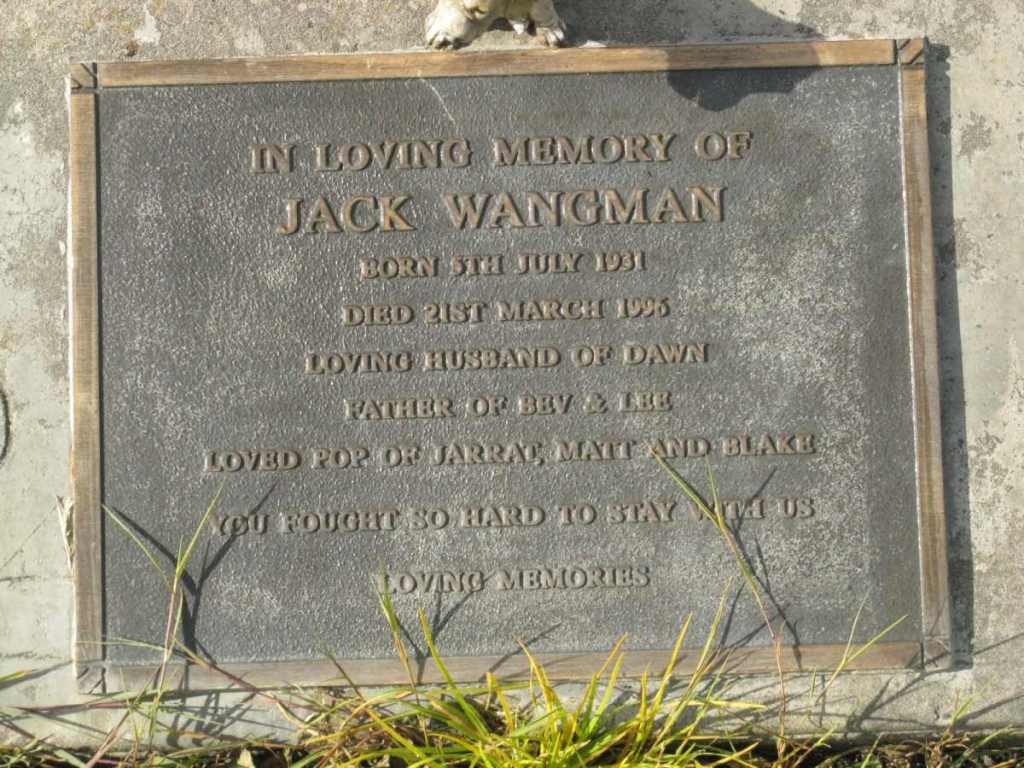 IN LOVING MEMORY OF
JACK WANGMAN
BORN 5TH JULY 1931
DIED 21ST MARCH 1996
LOVING HUSBAND OF DAWN
FATHER OF BEV & LEE
LOVED POP OF JARRAT, MATT AND BLAKE
YOU FOUGHT SO HARD TO STAY WITH US
LOVING MEMORIES